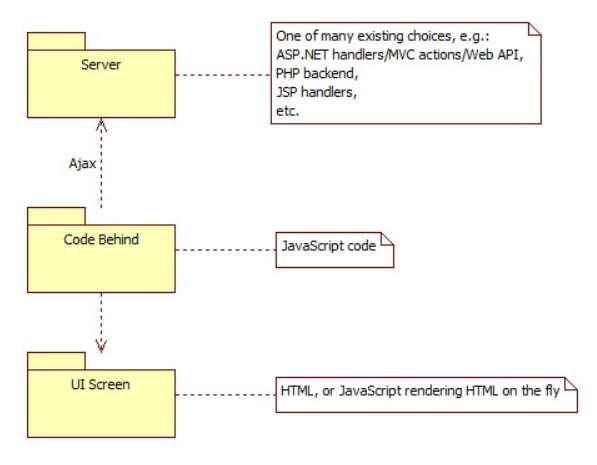 Server
One of many existing choices, e.g.:
ASP.NET handlers/MVC actions/Web API,
PHP backend,
JSP handlers,
etc.
Ajax
Code Behind
JavaScript code
UI Screen
HTML, or JavaScript rendering HTML on the fly